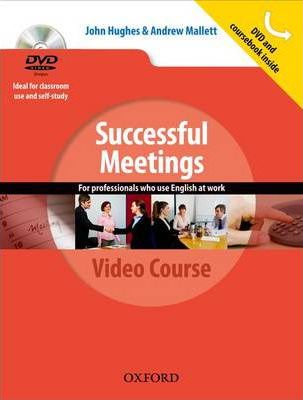 John Hughes & Andrew Mallett
DVD and
coursebook inside
DVD
VIDEO
Ideal for classroom
use and self-study
Successful
Meetings
For professionals who use English at work
Video Course
OXFORD